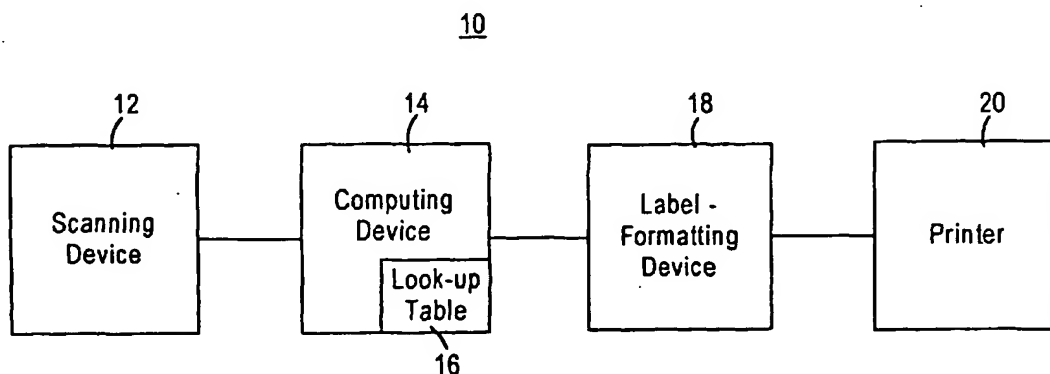 10
12
14
18
20
Scanning
Device
Computing
Device
Look-up
Table
16
Label -
Formatting
Device
Printer